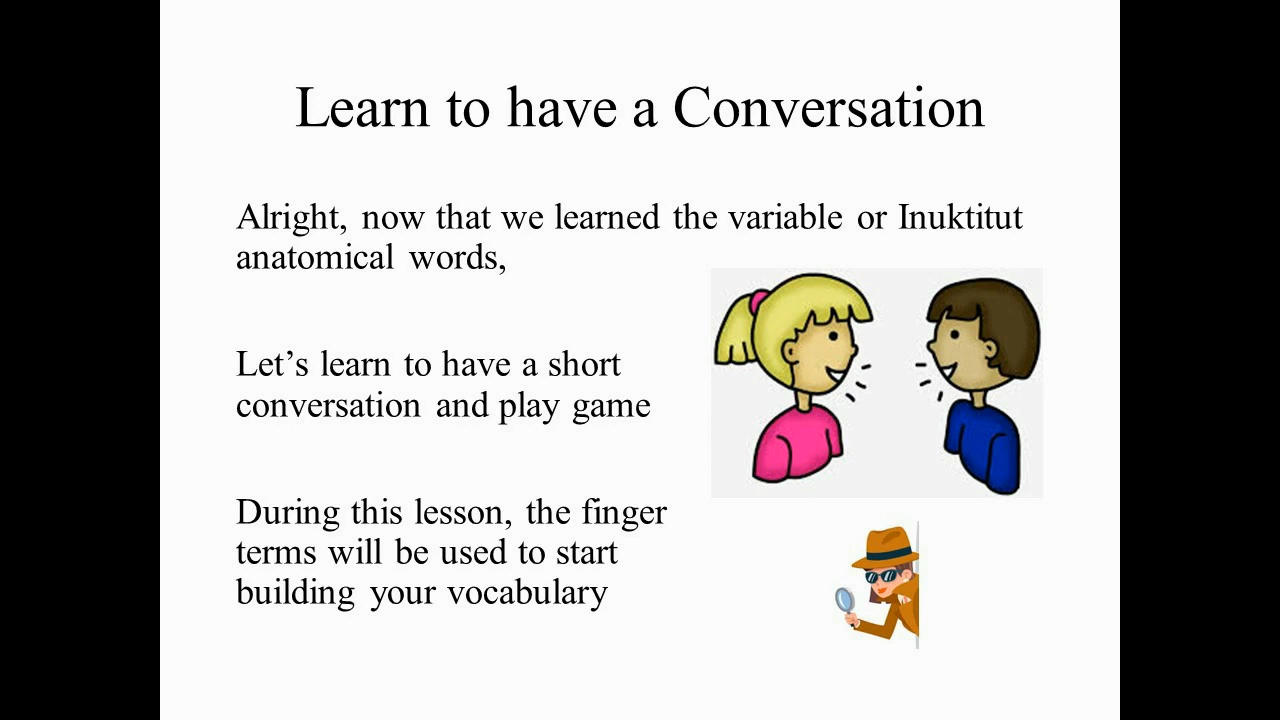 Learn to have a Conversation
Alright, now that we learned the variable or Inuktitut
anatomical words,
Let’s learn to have a short
conversation and play game
During this lesson, the finger
terms will be used to start
building your vocabulary